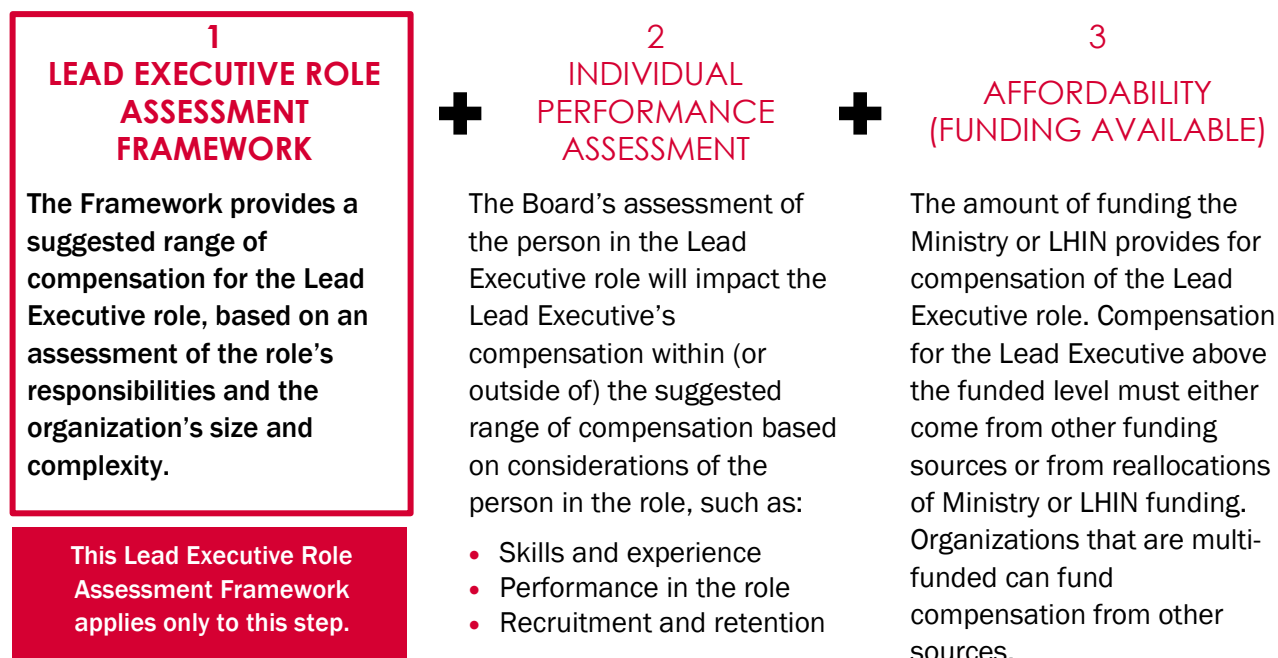 1
LEAD EXECUTIVE ROLE
ASSESSMENT
FRAMEWORK
The Framework provides a
suggested range of
compensation for the Lead
Executive role, based on an
assessment of the role's
responsibilities and the
organization's size and
complexity.
This Lead Executive Role
Assessment Framework
applies only to this step.
2
INDIVIDUAL
PERFORMANCE
ASSESSMENT
The Board's assessment of
the person in the Lead
Executive role will impact the
Lead Executive's
compensation within (or
outside of) the suggested
range of compensation based
on considerations of the
person in the role, such as:
• Skills and experience
• Performance in the role
• Recruitment and retention
3
AFFORDABILITY
(FUNDING AVAILABLE)
The amount of funding the
Ministry or LHIN provides for
compensation of the Lead
Executive role. Compensation
for the Lead Executive above
the funded level must either
come from other funding
sources or from reallocations
of Ministry or LHIN funding.
Organizations that are multi-
funded can fund
compensation from other
sources.